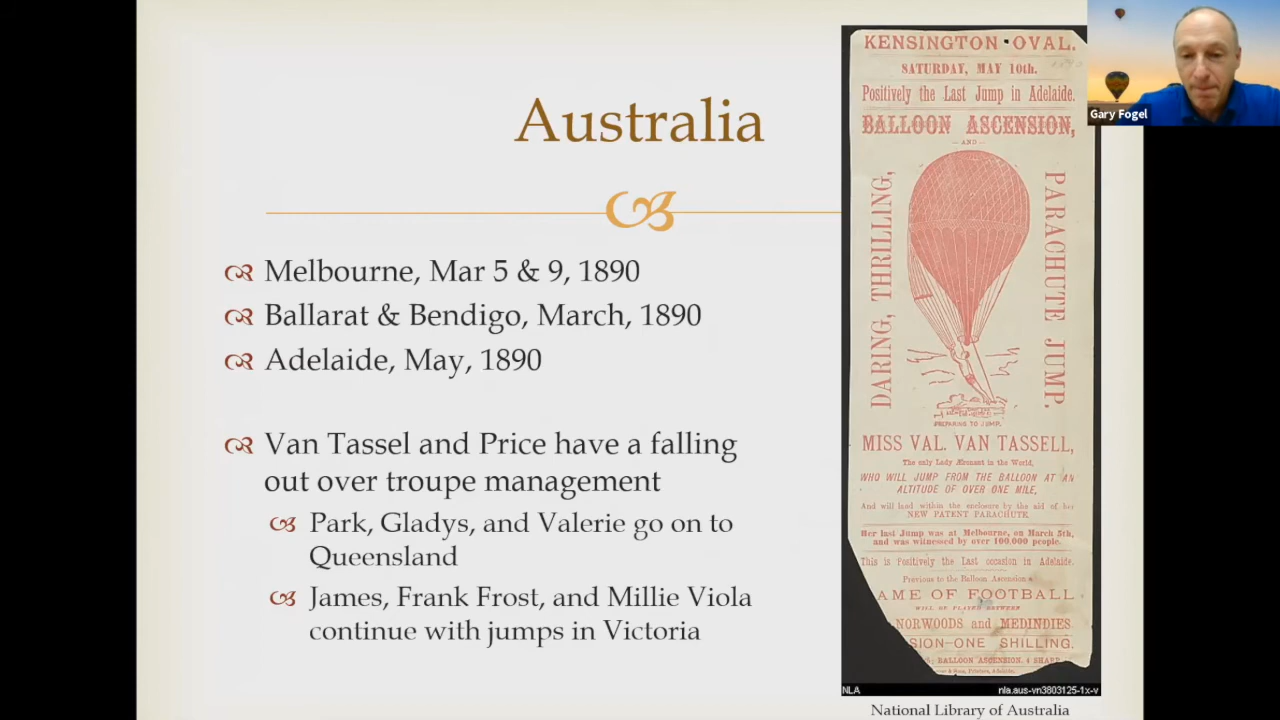 Australia
Melbourne, Mar 5 & 9, 1890
Ballarat & Bendigo, March, 1890
Adelaide, May, 1890
Van Tassel and Price have a falling
out over troupe management
Park, Gladys, and Valerie go on to
Queensland
James, Frank Frost, and Millie Viola
continue with jumps in Victoria
KENSINGTON OVAL.
SATURDAY, MAY 10th.
Positively the Last Jump in Adelaide.
BALLOON ASCENSION,
— AND —
DARING, THRILLING,
PARACHUTE JUMP.
PREPARING TO JUMP.
MISS VAL. VAN TASSELL,
The only Lady Æronaut in the World,
WHO WILL JUMP FROM THE BALLOON AT AN
ALTITUDE OF OVER ONE MILE,
And will land within the enclosure by the aid of her
NEW PATENT PARACHUTE.
Her last Jump was at Melbourne, on March 5th,
and was witnessed by over 100,000 people.
This is Positively the Last occasion in Adelaide.
Previous to the Balloon Ascension a
AME OF FOOTBALL
WILL BE PLAYED BETWEEN
NORWOODS and MEDINDIES
SION-ONE SHILLING.
BALLOON ASCENSION, 4 SHARP
NLA
nla.aus-vn3803125-1x-v
National Library of Australia
Gary Fogel